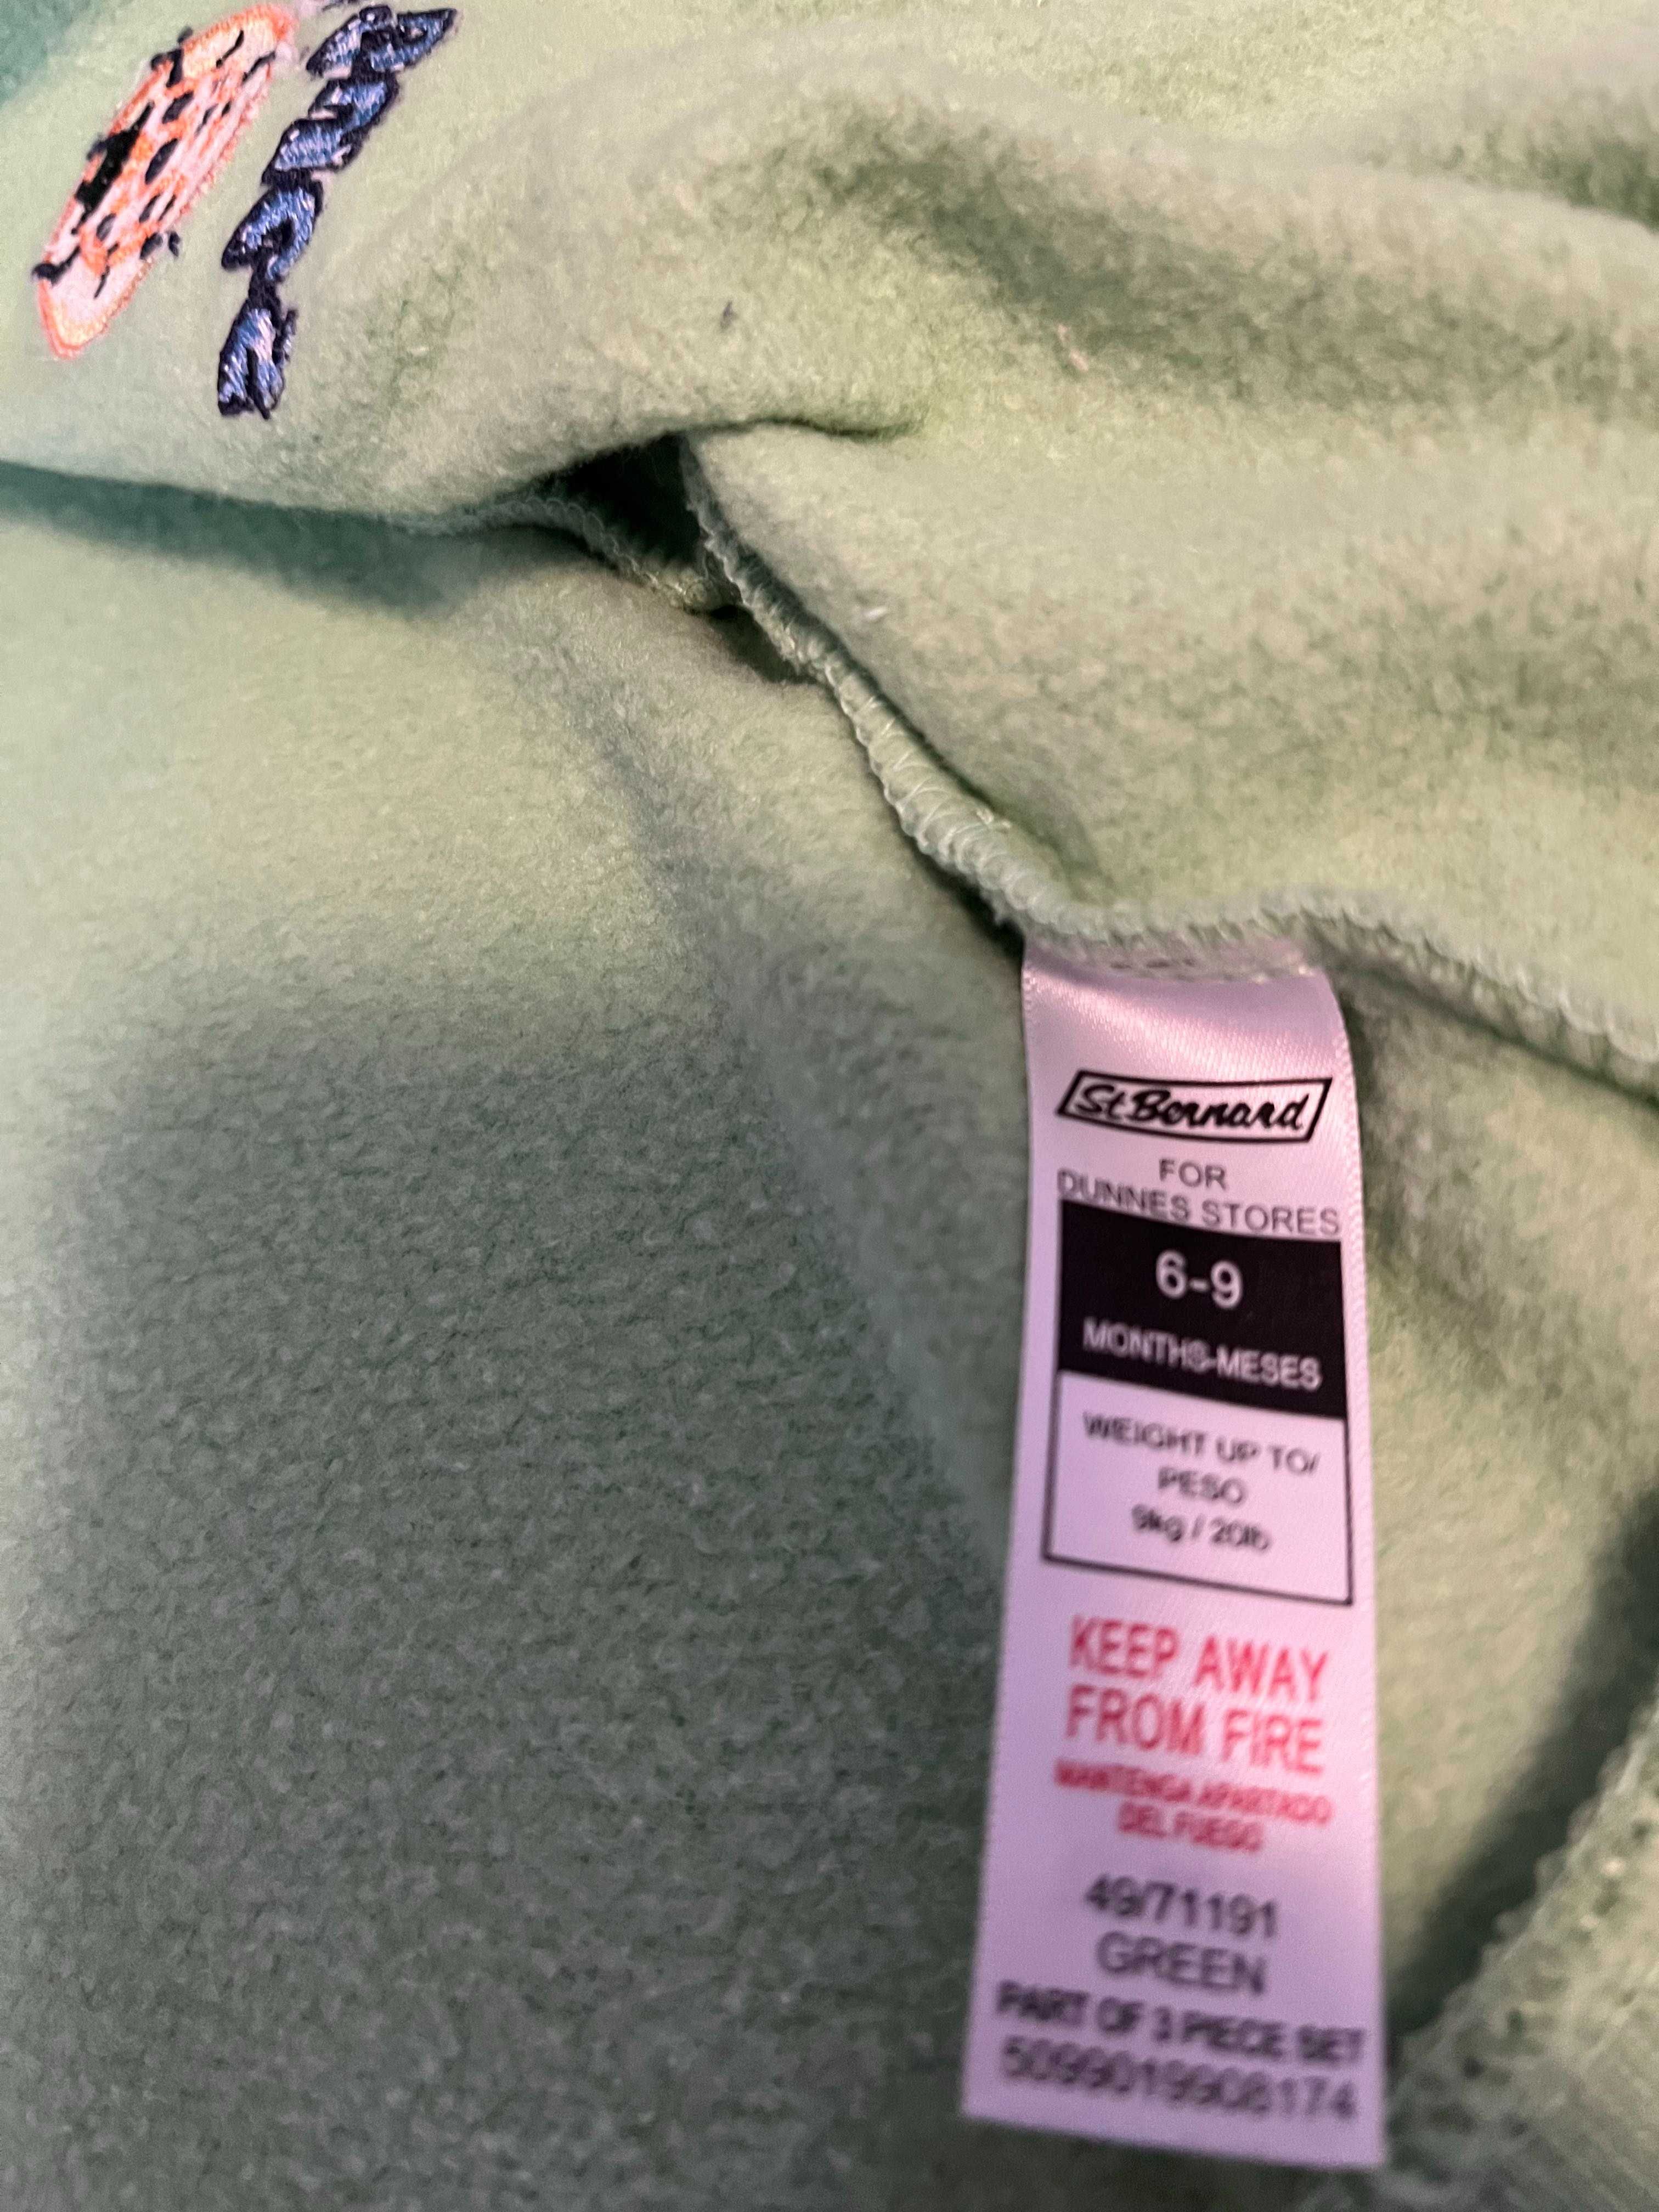 St Bernard
FOR
DUNNES STORES
6-9
MONTHS-MESES
WEIGHT UP TO/
PESO
9kg / 20lb
KEEP AWAY
FROM FIRE
MANTENGA APARTADO
DEL FUEGO
49/71191
GREEN
PART OF 3 PIECE SET
5099019908174